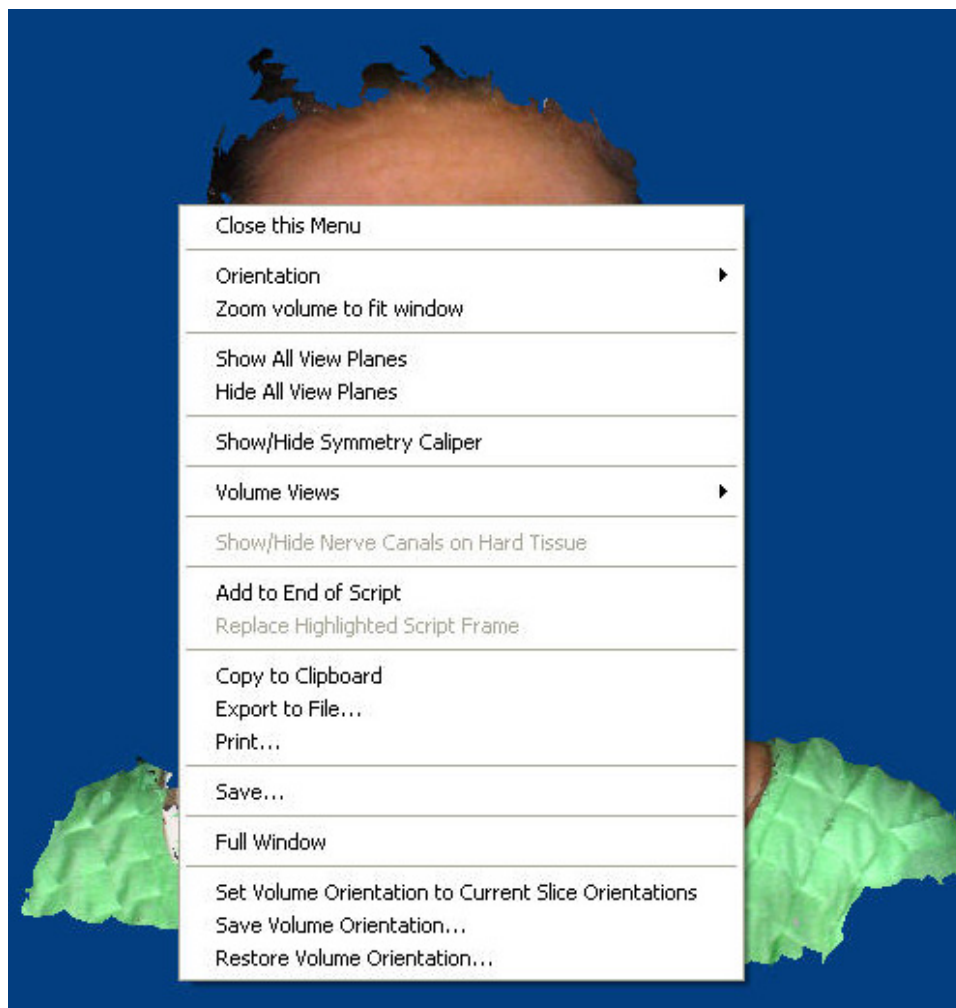 Close this Menu
Orientation
Zoom volume to fit window
Show All View Planes
Hide All View Planes
Show/Hide Symmetry Caliper
Volume Views
Show/Hide Nerve Canals on Hard Tissue
Add to End of Script
Replace Highlighted Script Frame
Copy to Clipboard
Export to File...
Print...
Save...
Full Window
Set Volume Orientation to Current Slice Orientations
Save Volume Orientation...
Restore Volume Orientation...